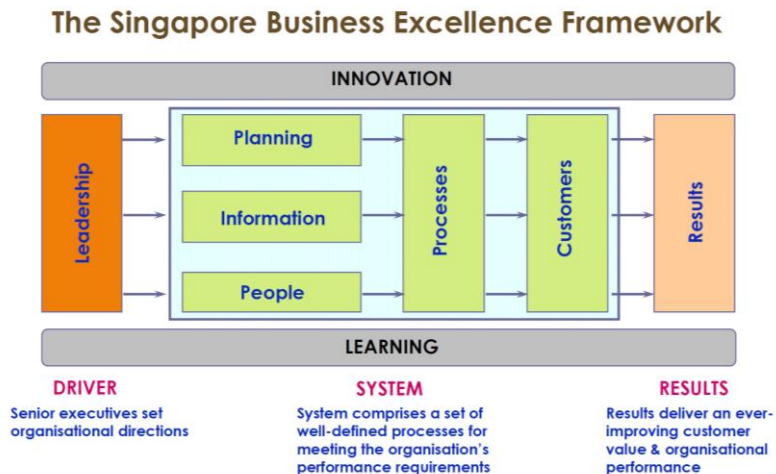 The Singapore Business Excellence Framework
INNOVATION
Leadership
Planning
Information
People
Processes
Customers
Results
LEARNING
DRIVER
Senior executives set
organisational directions
SYSTEM
System comprises a set of
well-defined processes for
meeting the organisation's
performance requirements
RESULTS
Results deliver an ever-
improving customer
value & organisational
performance